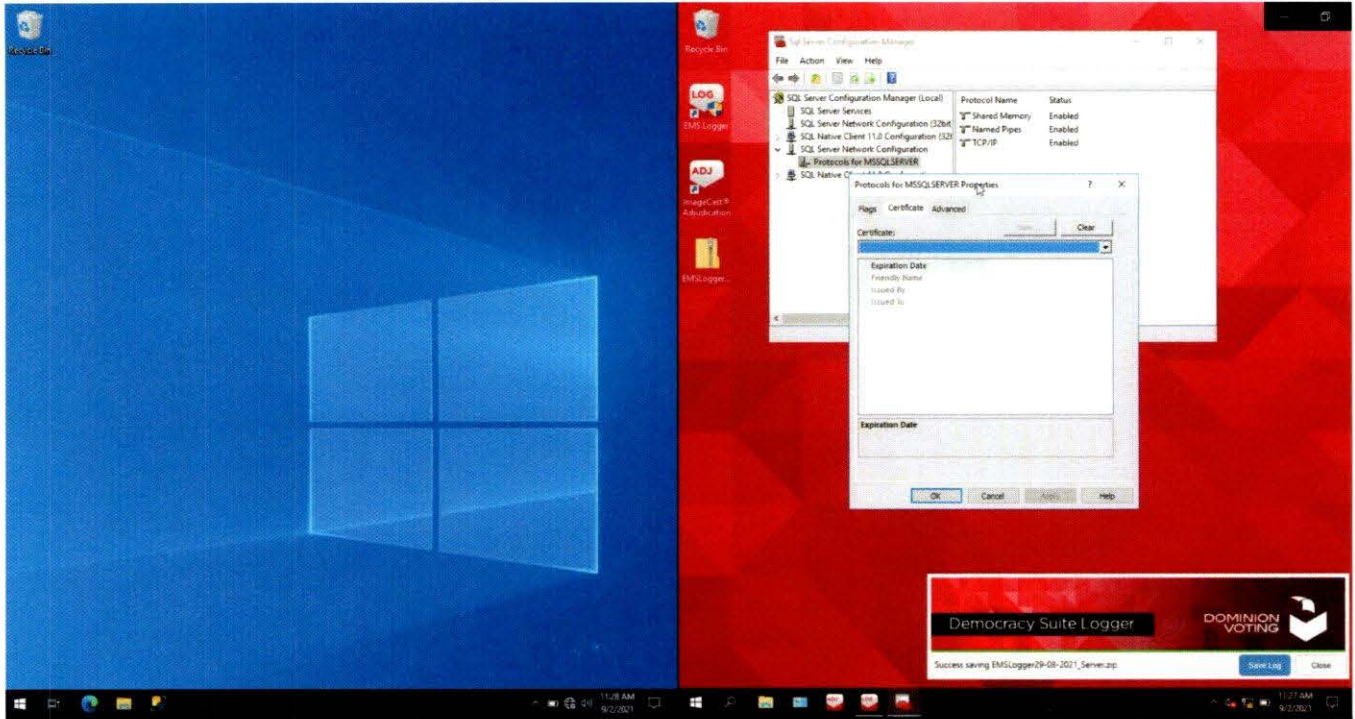 Recycle Bin
11:28 AM
9/2/2021
Recycle Bin
LOG
EMS Logger
ADJ
ImageCast®
Adjudication
EMSLogger...
Sql Server Configuration Manager
File Action View Help
SQL Server Configuration Manager (Local)
SQL Server Services
SQL Server Network Configuration (32bit
SQL Native Client 11.0 Configuration (32b
SQL Server Network Configuration
Protocols for MSSQLSERVER
SQL Native
Protocol Name Status
Shared Memory Enabled
Named Pipes Enabled
TCP/IP Enabled
Protocols for MSSQLSERVER Properties
Flags Certificate Advanced
Clear
Certificate:
Expiration Date
Friendly Name
Issued By
Issued To
Expiration Date
OK Cancel Apply Help
Democracy Suite Logger
DOMINION
VOTING
Success saving EMSLogger29-08-2021_Server.zip
Save Log Close
11:27 AM
9/2/2021